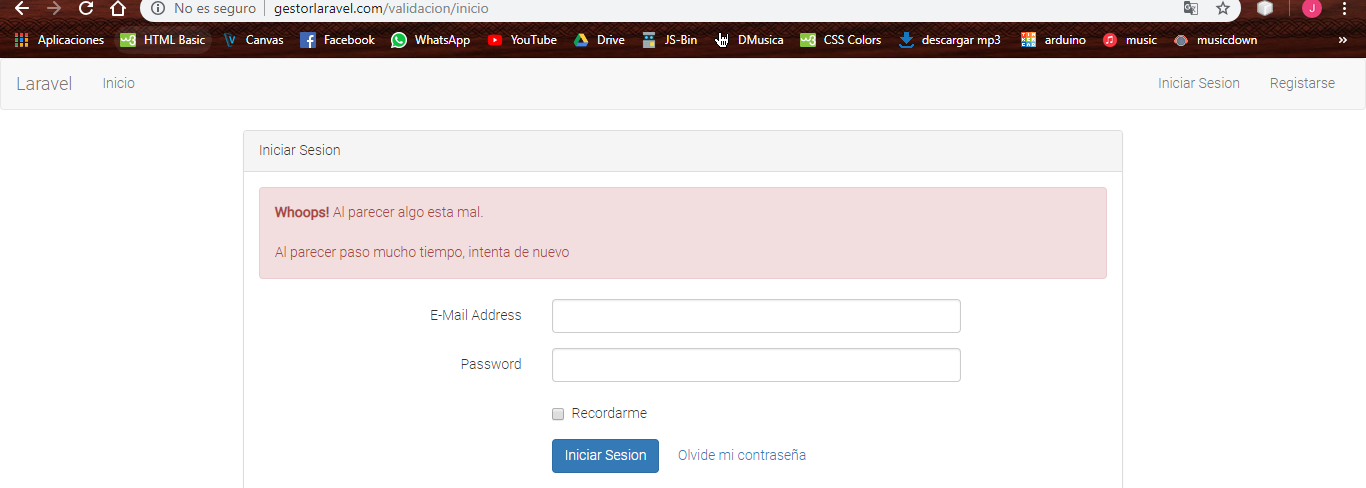 No es seguro | gestorlaravel.com/validacion/inicio
J
Aplicaciones HTML Basic Canvas Facebook WhatsApp YouTube Drive JS-Bin DMusica CSS Colors descargar mp3 arduino music musicdown »
Laravel Inicio Iniciar Sesion Registarse
Iniciar Sesion
Whoops! Al parecer algo esta mal.
Al parecer paso mucho tiempo, intenta de nuevo
E-Mail Address
Password
Recordarme
Iniciar Sesion Olvide mi contraseña